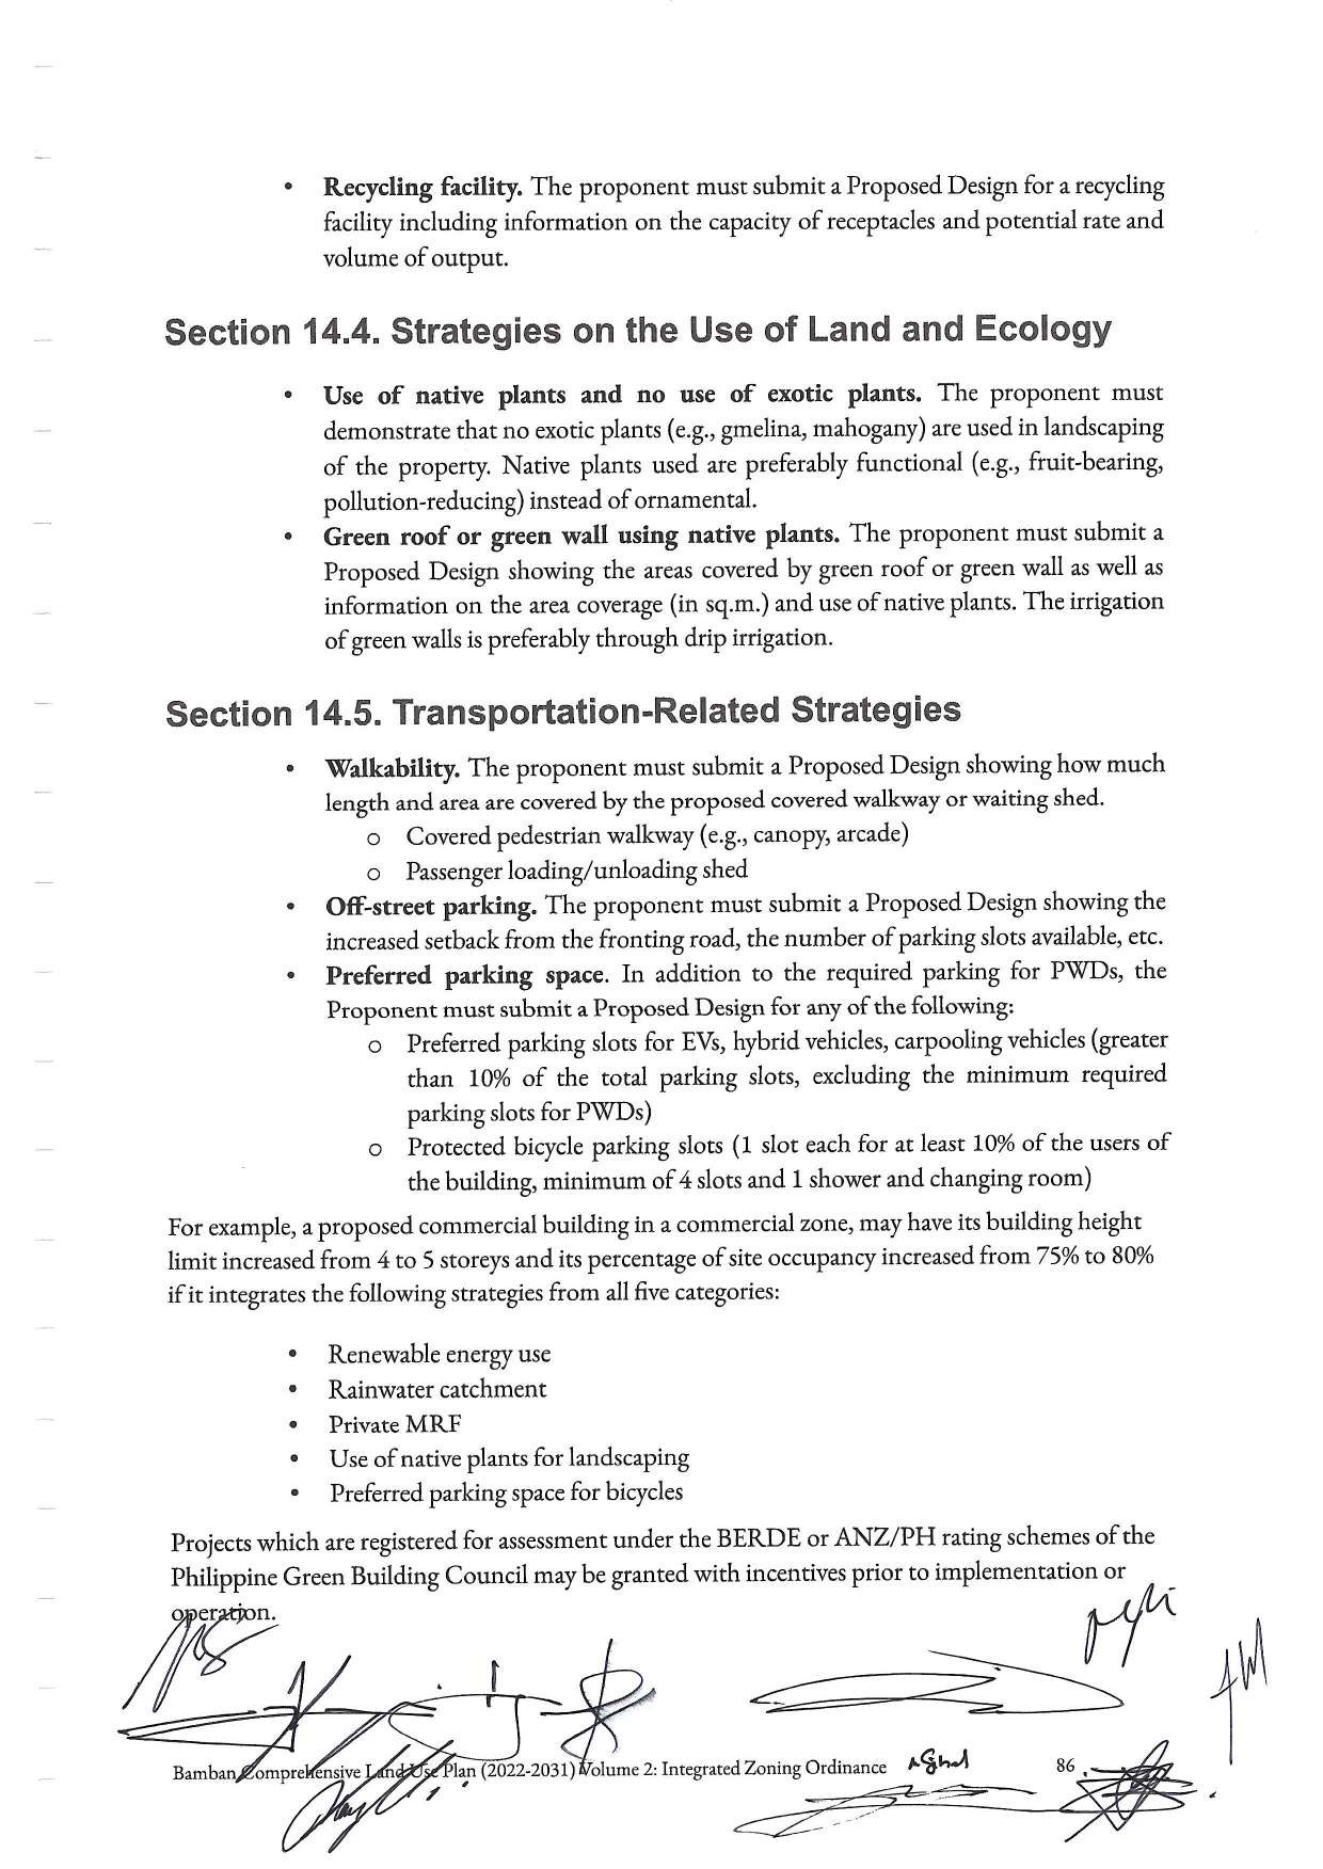 • Recycling facility. The proponent must submit a Proposed Design for a recycling
facility including information on the capacity of receptacles and potential rate and
volume of output.
Section 14.4. Strategies on the Use of Land and Ecology
• Use of native plants and no use of exotic plants. The proponent must
demonstrate that no exotic plants (e.g., gmelina, mahogany) are used in landscaping
of the property. Native plants used are preferably functional (e.g., fruit-bearing,
pollution-reducing) instead of ornamental.
• Green roof or green wall using native plants. The proponent must submit a
Proposed Design showing the areas covered by green roof or green wall as well as
information on the area coverage (in sq.m.) and use of native plants. The irrigation
of green walls is preferably through drip irrigation.
Section 14.5. Transportation-Related Strategies
• Walkability. The proponent must submit a Proposed Design showing how much
length and area are covered by the proposed covered walkway or waiting shed.
o Covered pedestrian walkway (e.g., canopy, arcade)
o Passenger loading/unloading shed
• Off-street parking. The proponent must submit a Proposed Design showing the
increased setback from the fronting road, the number of parking slots available, etc.
• Preferred parking space. In addition to the required parking for PWDs, the
Proponent must submit a Proposed Design for any of the following:
o Preferred parking slots for EVs, hybrid vehicles, carpooling vehicles (greater
than 10% of the total parking slots, excluding the minimum required
parking slots for PWDs)
o Protected bicycle parking slots (1 slot each for at least 10% of the users of
the building, minimum of 4 slots and 1 shower and changing room)
For example, a proposed commercial building in a commercial zone, may have its building height
limit increased from 4 to 5 storeys and its percentage of site occupancy increased from 75% to 80%
if it integrates the following strategies from all five categories:
• Renewable energy use
• Rainwater catchment
• Private MRF
• Use of native plants for landscaping
• Preferred parking space for bicycles
Projects which are registered for assessment under the BERDE or ANZ/PH rating schemes of the
Philippine Green Building Council may be granted with incentives prior to implementation or
operation.
Bamban Comprehensive Land Use Plan (2022-2031) Volume 2: Integrated Zoning Ordinance 86